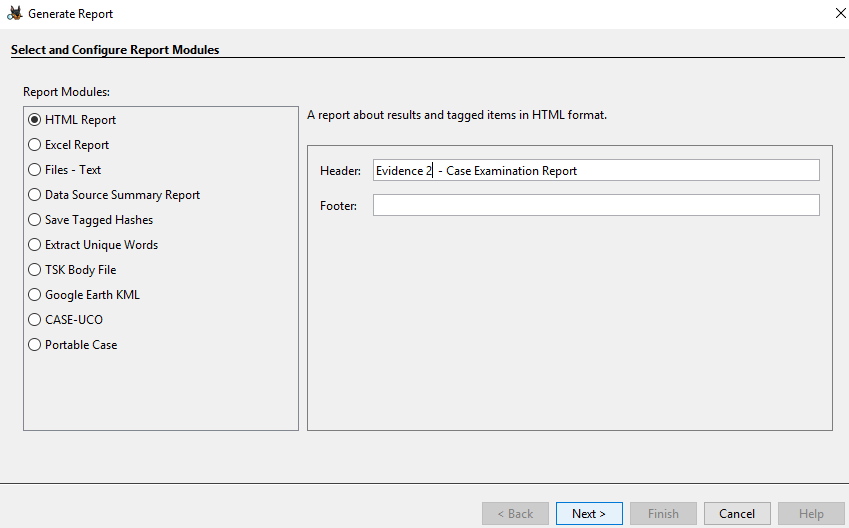 Generate Report
Select and Configure Report Modules
Report Modules:
HTML Report
Excel Report
Files - Text
Data Source Summary Report
Save Tagged Hashes
Extract Unique Words
TSK Body File
Google Earth KML
CASE-UCO
Portable Case
A report about results and tagged items in HTML format.
Header: Evidence 2 - Case Examination Report
Footer:
< Back Next > Finish Cancel Help